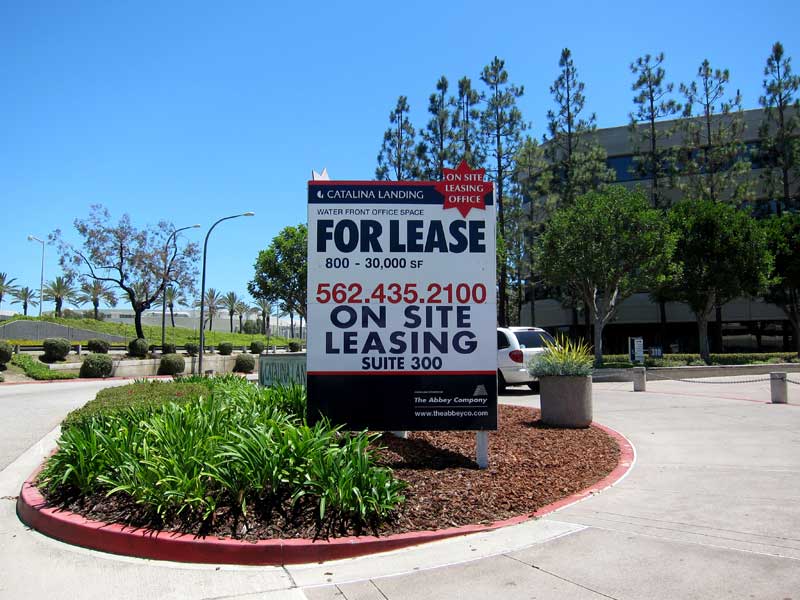 CATALINA LANDING
ON SITE
LEASING
OFFICE
WATER FRONT OFFICE SPACE
FOR LEASE
800 - 30,000 SF
562.435.2100
ON SITE
LEASING
SUITE 300
The Abbey Company
www.theabbeyco.com
CATALINA